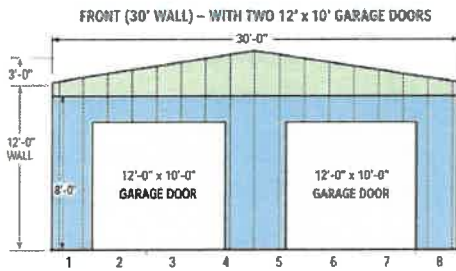 FRONT (30' WALL) – WITH TWO 12' x 10' GARAGE DOORS
30'-0"
3'-0"
12'-0"
WALL
8'-0"
12'-0" x 10'-0"
GARAGE DOOR
12'-0" x 10'-0"
GARAGE DOOR
1 2 3 4 5 6 7 8